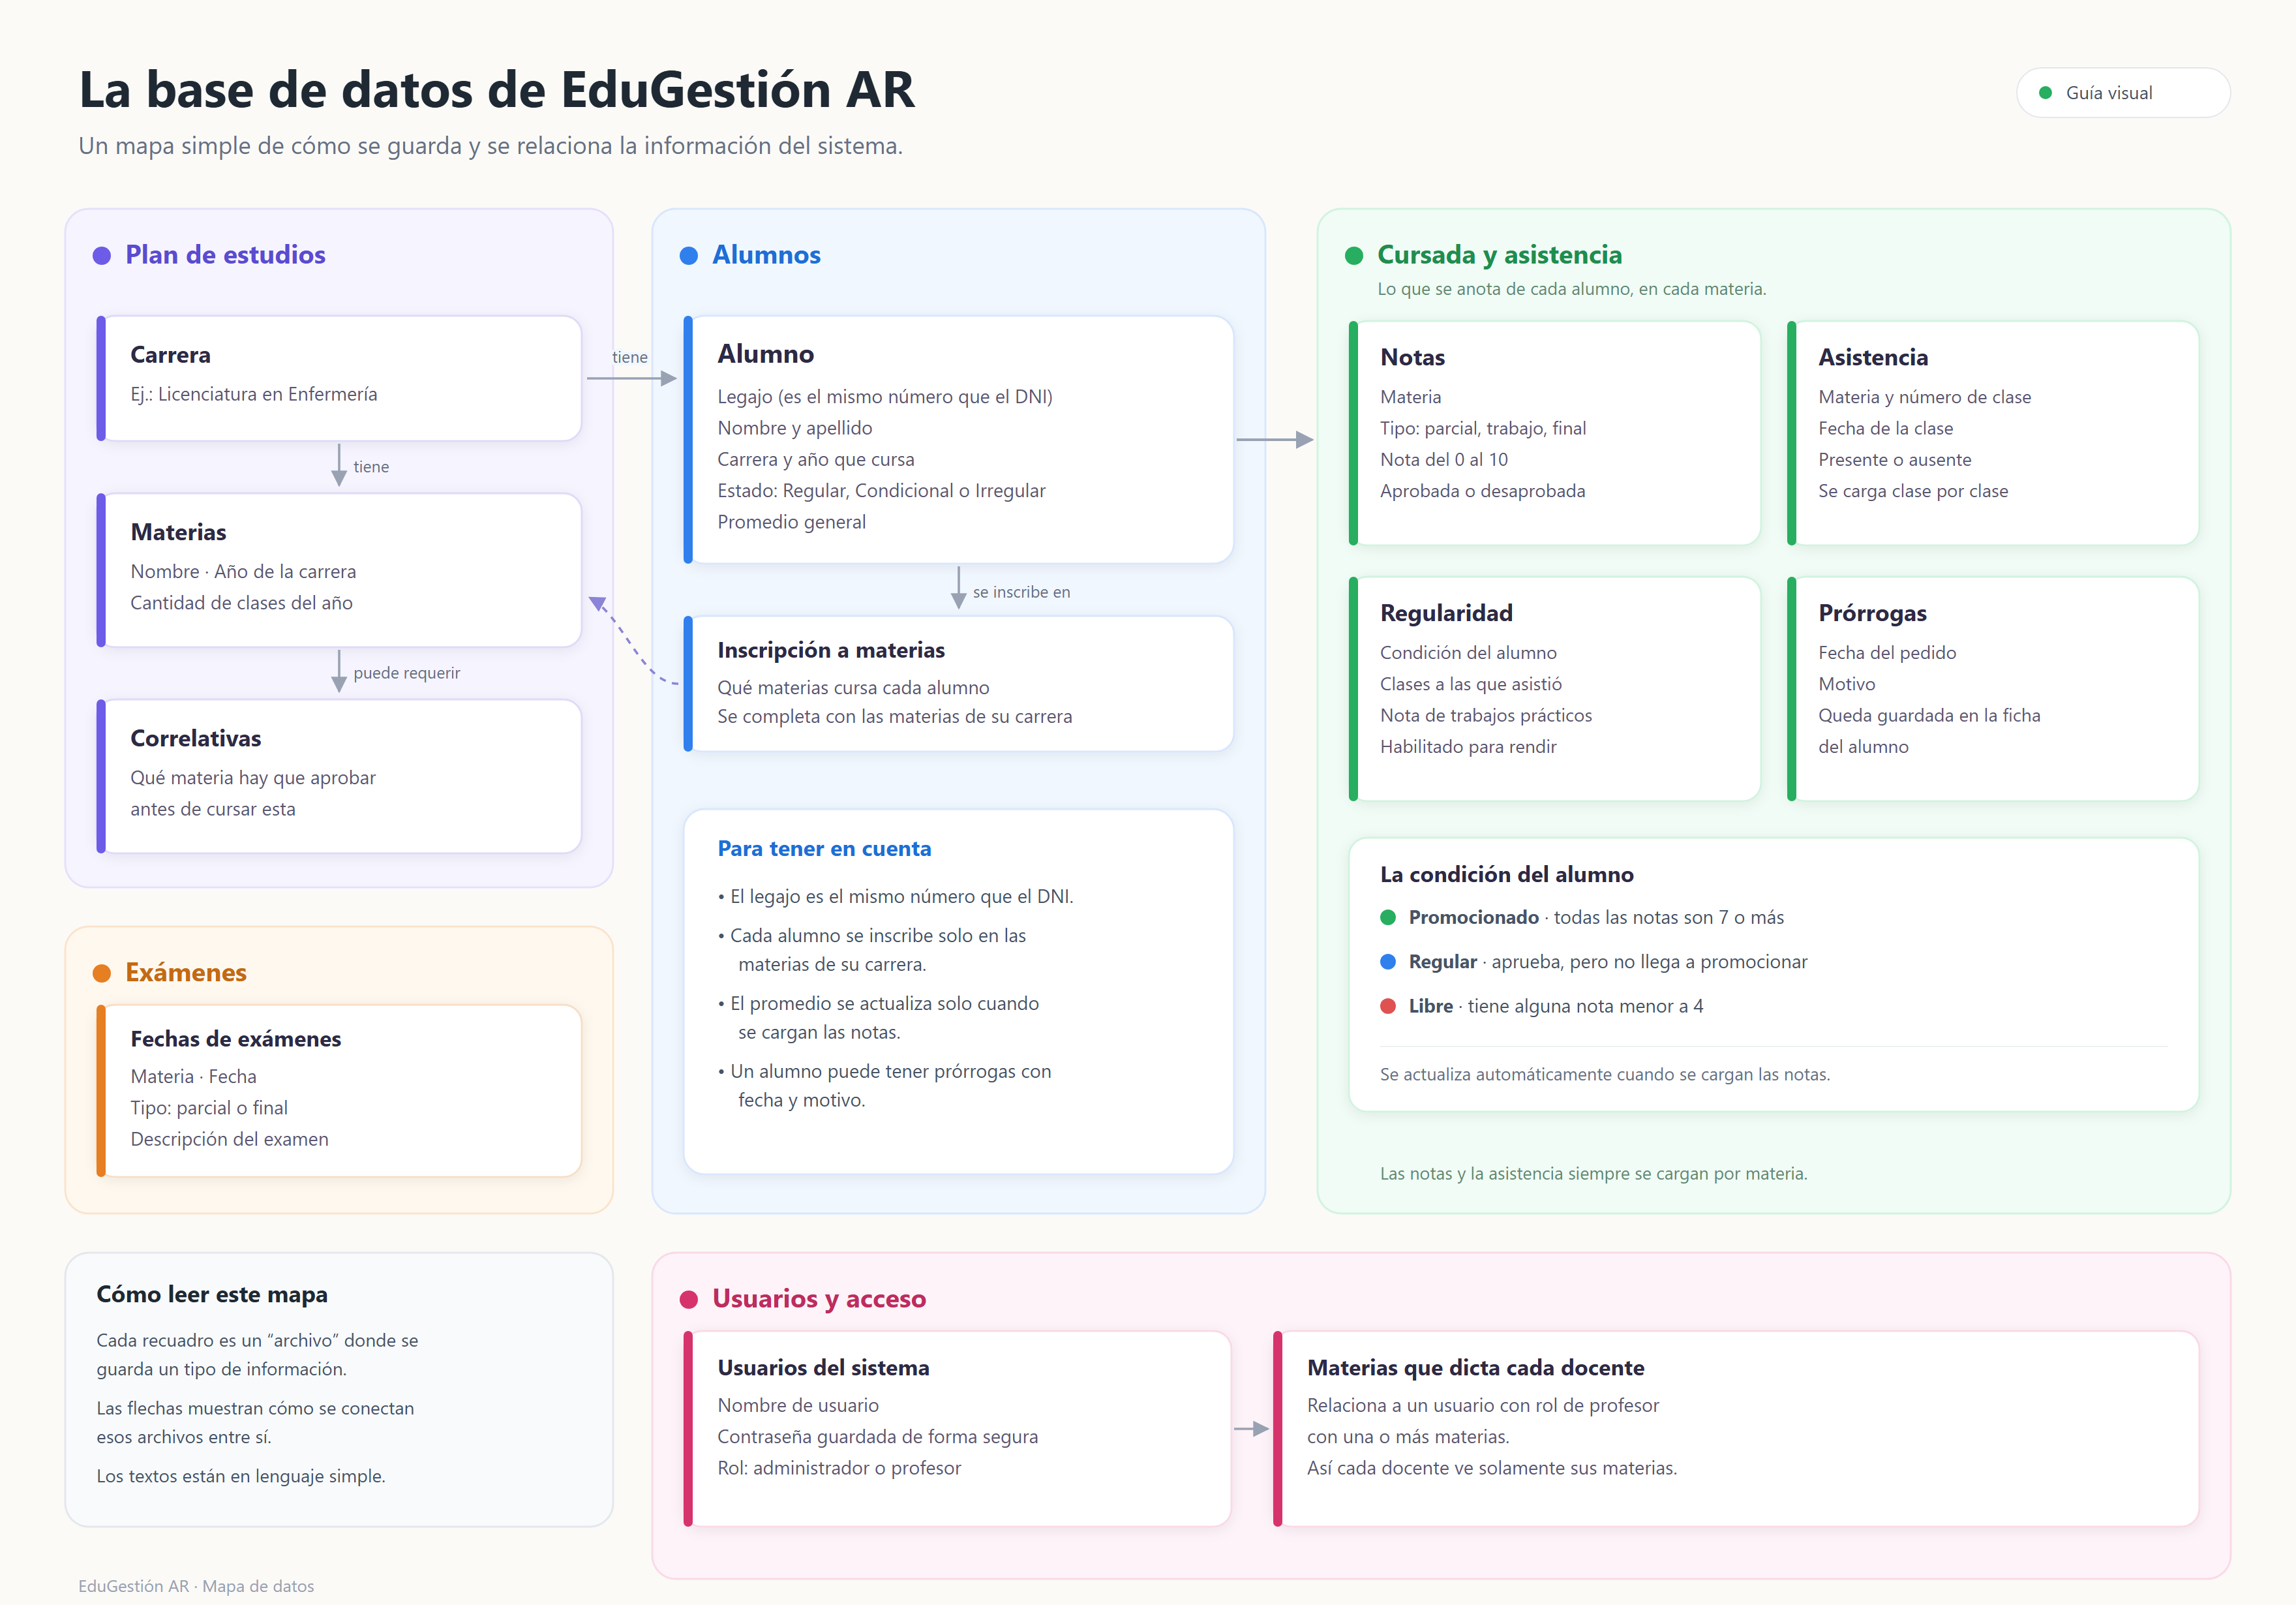 La base de datos de EduGestión AR
Un mapa simple de cómo se guarda y se relaciona la información del sistema.
Guía visual
Plan de estudios
Carrera
Ej.: Licenciatura en Enfermería
tiene
Materias
Nombre · Año de la carrera
Cantidad de clases del año
puede requerir
Correlativas
Qué materia hay que aprobar
antes de cursar esta
tiene
Alumnos
Alumno
Legajo (es el mismo número que el DNI)
Nombre y apellido
Carrera y año que cursa
Estado: Regular, Condicional o Irregular
Promedio general
se inscribe en
Inscripción a materias
Qué materias cursa cada alumno
Se completa con las materias de su carrera
Para tener en cuenta
• El legajo es el mismo número que el DNI.
• Cada alumno se inscribe solo en las
materias de su carrera.
• El promedio se actualiza solo cuando
se cargan las notas.
• Un alumno puede tener prórrogas con
fecha y motivo.
Cursada y asistencia
Lo que se anota de cada alumno, en cada materia.
Notas
Materia
Tipo: parcial, trabajo, final
Nota del 0 al 10
Aprobada o desaprobada
Asistencia
Materia y número de clase
Fecha de la clase
Presente o ausente
Se carga clase por clase
Regularidad
Condición del alumno
Clases a las que asistió
Nota de trabajos prácticos
Habilitado para rendir
Prórrogas
Fecha del pedido
Motivo
Queda guardada en la ficha
del alumno
La condición del alumno
Promocionado · todas las notas son 7 o más
Regular · aprueba, pero no llega a promocionar
Libre · tiene alguna nota menor a 4
Se actualiza automáticamente cuando se cargan las notas.
Las notas y la asistencia siempre se cargan por materia.
Exámenes
Fechas de exámenes
Materia · Fecha
Tipo: parcial o final
Descripción del examen
Cómo leer este mapa
Cada recuadro es un “archivo” donde se
guarda un tipo de información.
Las flechas muestran cómo se conectan
esos archivos entre sí.
Los textos están en lenguaje simple.
Usuarios y acceso
Usuarios del sistema
Nombre de usuario
Contraseña guardada de forma segura
Rol: administrador o profesor
Materias que dicta cada docente
Relaciona a un usuario con rol de profesor
con una o más materias.
Así cada docente ve solamente sus materias.
EduGestión AR · Mapa de datos